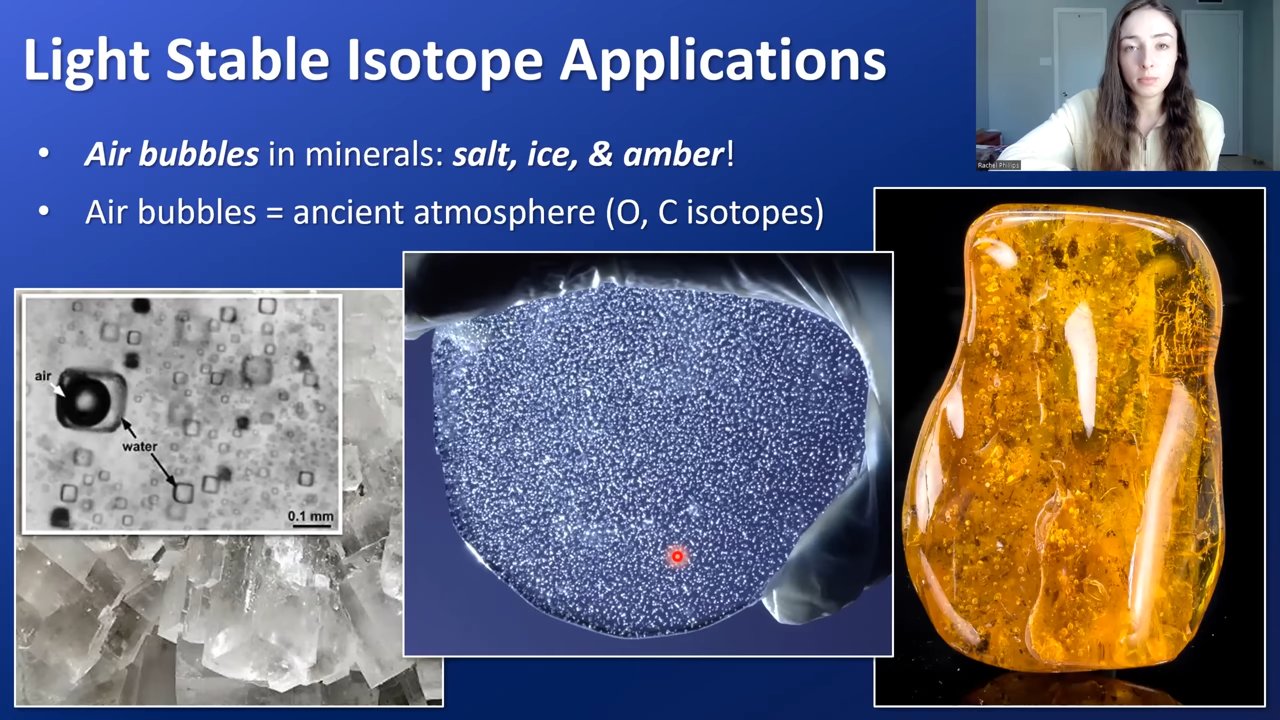 Light Stable Isotope Applications
• Air bubbles in minerals: salt, ice, & amber!
• Air bubbles = ancient atmosphere (O, C isotopes)
air
water
0.1 mm
Rachel Phillips